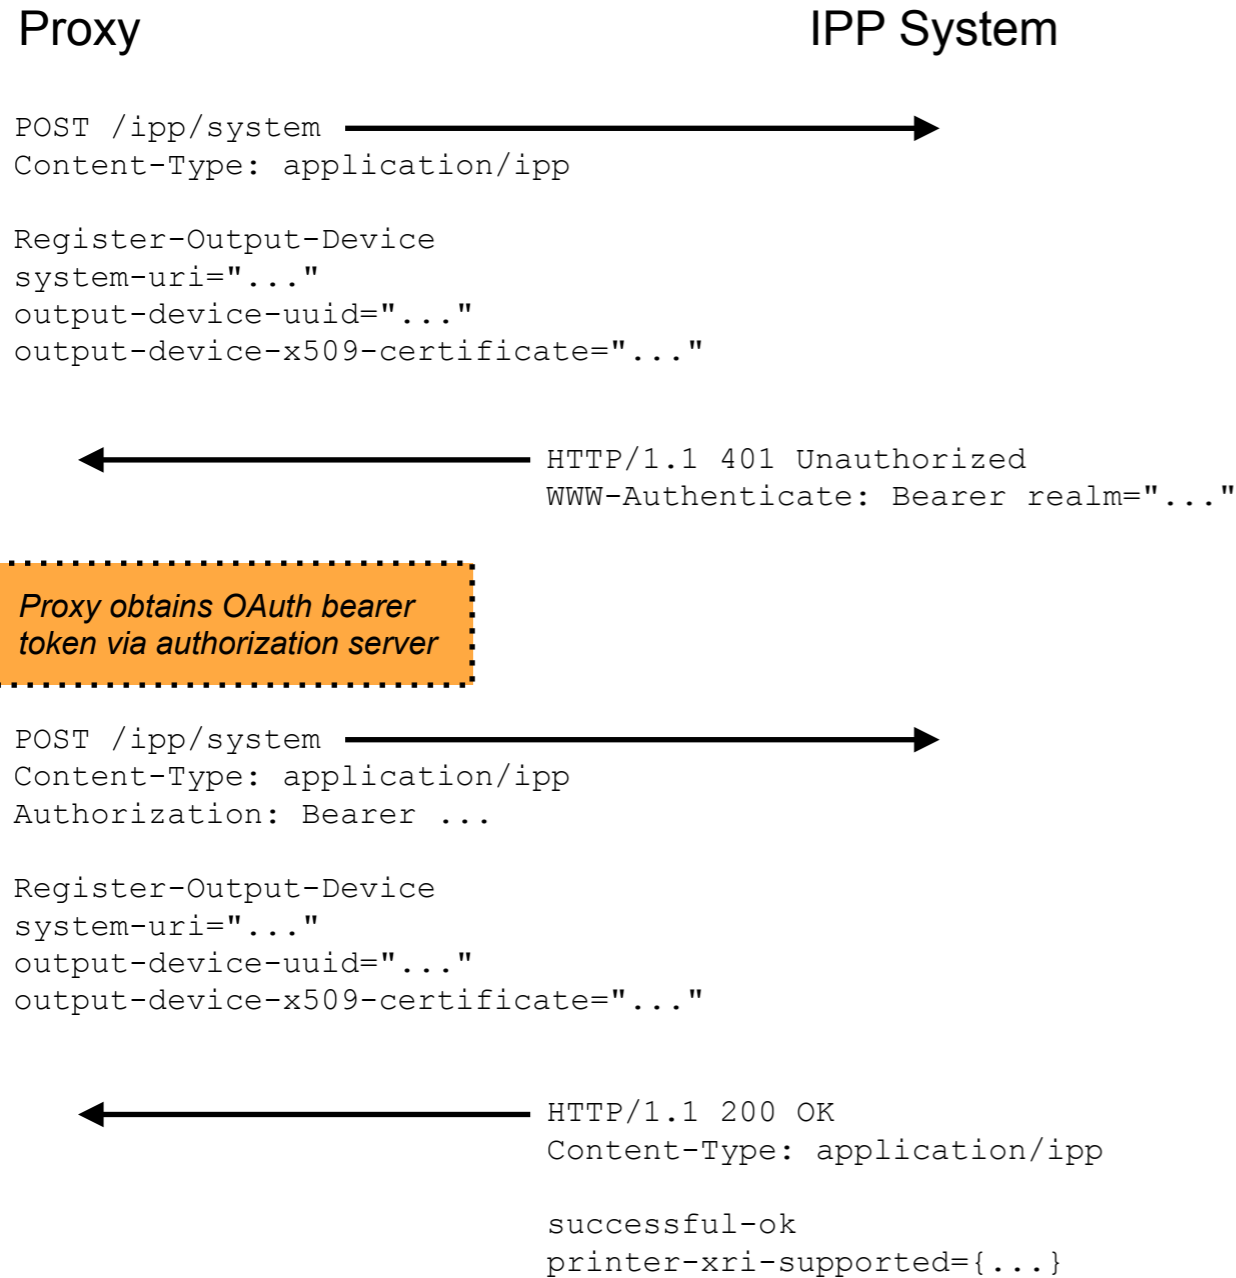 Proxy
IPP System
POST /ipp/system
Content-Type: application/ipp
Register-Output-Device
system-uri="..."
output-device-uuid="..."
output-device-x509-certificate="..."
HTTP/1.1 401 Unauthorized
WWW-Authenticate: Bearer realm="..."
Proxy obtains OAuth bearer
token via authorization server
POST /ipp/system
Content-Type: application/ipp
Authorization: Bearer ...
Register-Output-Device
system-uri="..."
output-device-uuid="..."
output-device-x509-certificate="..."
HTTP/1.1 200 OK
Content-Type: application/ipp
successful-ok
printer-xri-supported={...}